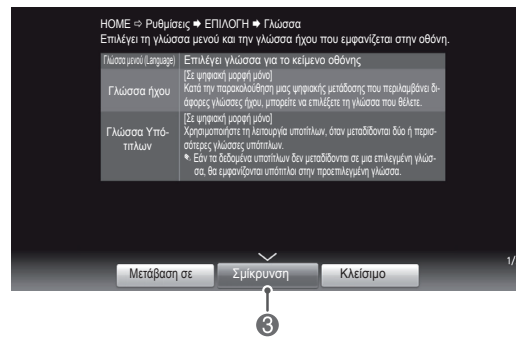 HOME ⇨ Ρυθμίσεις ➡ ΕΠΙΛΟΓΗ ➡ Γλώσσα
Επιλέγει τη γλώσσα μενού και την γλώσσα ήχου που εμφανίζεται στην οθόνη.
Γλώσσα μενού (Language) Επιλέγει γλώσσα για το κείμενο οθόνης
Γλώσσα ήχου
[Σε ψηφιακή μορφή μόνο]
Κατά την παρακολούθηση μιας ψηφιακής μετάδοσης που περιλαμβάνει δι-
άφορες γλώσσες ήχου, μπορείτε να επιλέξετε τη γλώσσα που θέλετε.
Γλώσσα Υπό-
τιτλων
[Σε ψηφιακή μορφή μόνο]
Χρησιμοποιήστε τη λειτουργία υποτίτλων, όταν μεταδίδονται δύο ή περισ-
σότερες γλώσσες υπότιτλων.
Εάν τα δεδομένα υποτίτλων δεν μεταδίδονται σε μια επιλεγμένη γλώσ-
σα, θα εμφανίζονται υπότιτλοι στην προεπιλεγμένη γλώσσα.
1/
Μετάβαση σε Σμίκρυνση Κλείσιμο
3